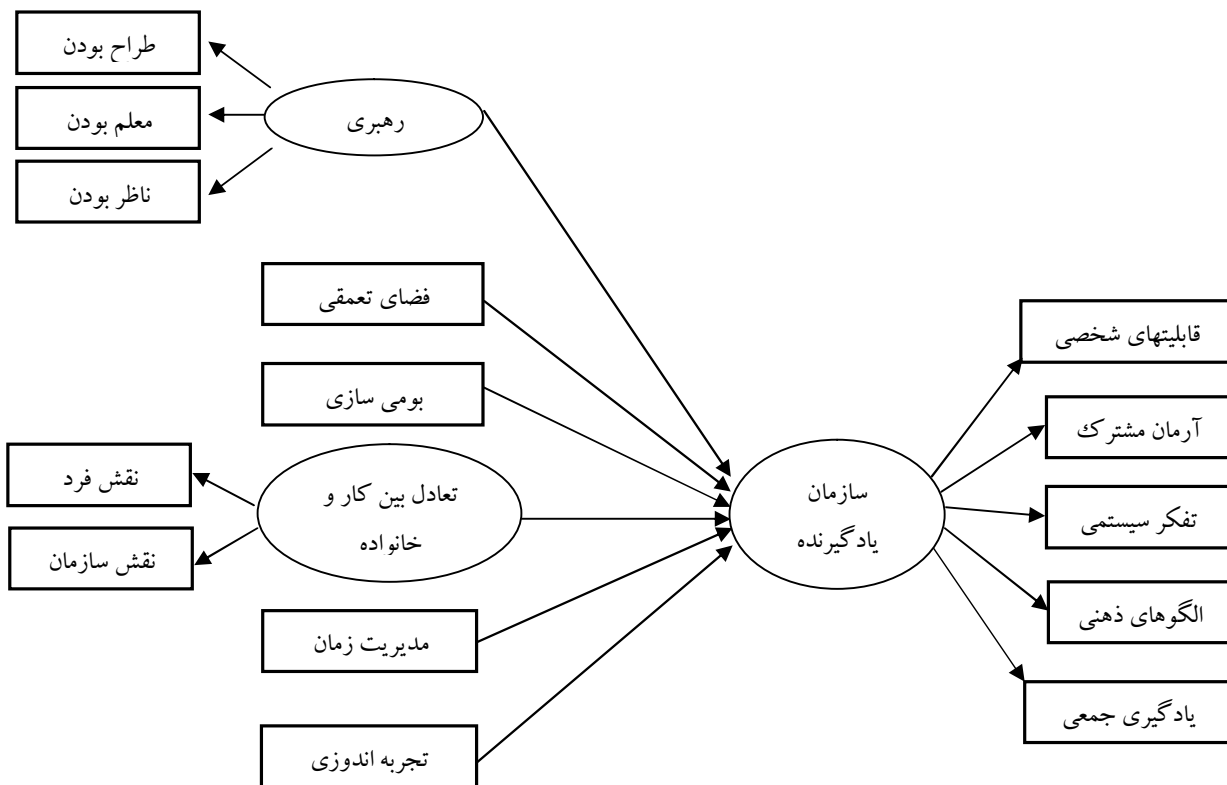 طراح بودن
معلم بودن
رهبری
ناظر بودن
فضای تعمقی
قابلیتهای شخصی
بومی سازی
آرمان مشترک
نقش فرد
تعادل بین کار و
خانواده
سازمان
یادگیرنده
تفکر سیستمی
نقش سازمان
الگوهای ذهنی
مدیریت زمان
یادگیری جمعی
تجربه اندوزی